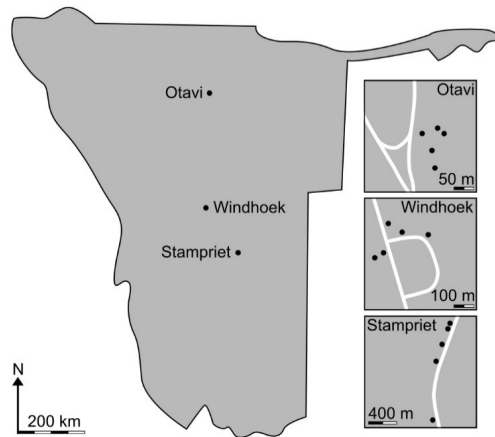 Otavi
Windhoek
Stampriet
Otavi
50 m
Windhoek
100 m
Stampriet
400 m
N
200 km